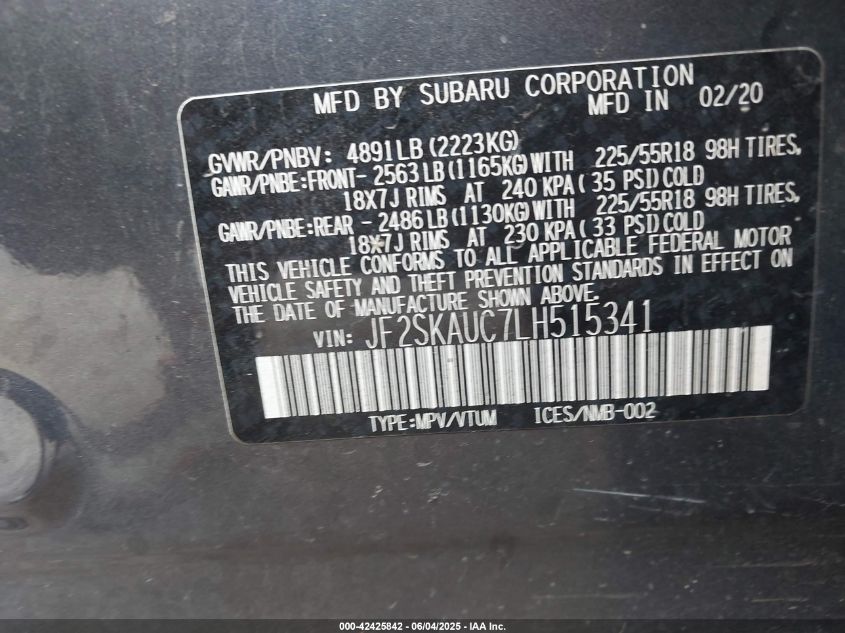 MFD BY SUBARU CORPORATION
MFD IN 02/20
GVWR/PNBV: 4891LB (2223KG)
GAWR/PNBE:FRONT- 2563LB(1165KG)WITH 225/55R18 98H TIRES,
18X7J RIMS AT 240 KPA( 35 PSI)COLD
GAWR/PNBE:REAR - 2486LB(1130KG)WITH 225/55R18 98H TIRES,
18X7J RIMS AT 230 KPA( 33 PSI)COLD
THIS VEHICLE CONFORMS TO ALL APPLICABLE FEDERAL MOTOR
VEHICLE SAFETY AND THEFT PREVENTION STANDARDS IN EFFECT ON
THE DATE OF MANUFACTURE SHOWN ABOVE.
VIN: JF2SKAUC7LH515341
TYPE:MPV/VTUM ICES/NMB-002
000-42425842 - 06/04/2025 - IAA Inc.